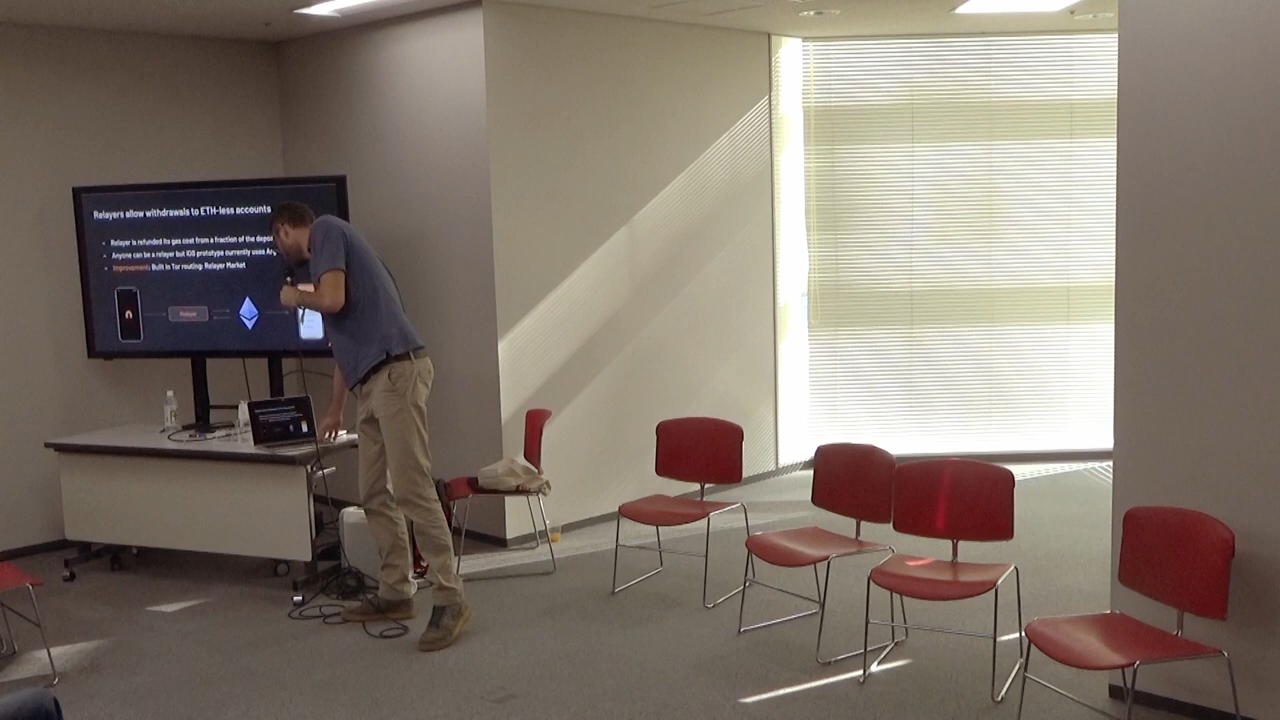 Relayers allow withdrawals to ETH-less accounts
Relayer is refunded its gas cost from a fraction of the
Anyone can be a relayer but iOS prototype currently uses
Improvement: Built in Tor routing: Relayer Market
Relayer